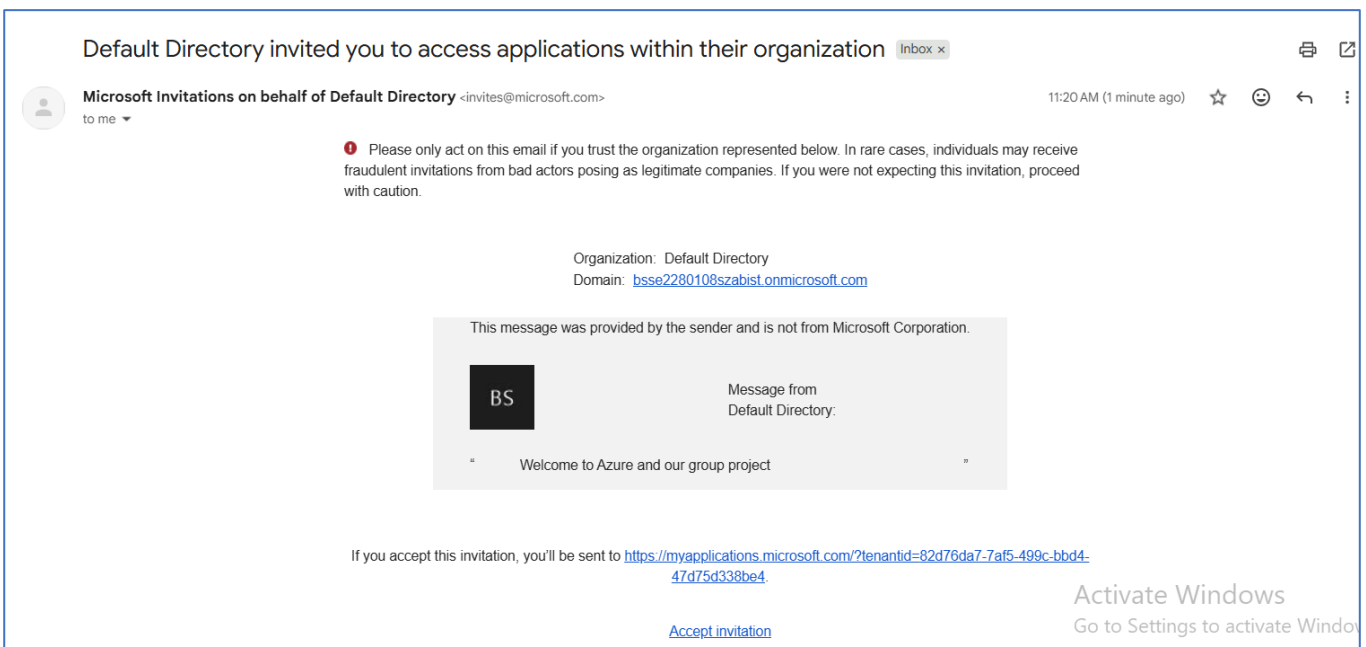 Default Directory invited you to access applications within their organization Inbox ×
Microsoft Invitations on behalf of Default Directory <invites@microsoft.com> 11:20 AM (1 minute ago)
to me
Please only act on this email if you trust the organization represented below. In rare cases, individuals may receive
fraudulent invitations from bad actors posing as legitimate companies. If you were not expecting this invitation, proceed
with caution.
Organization: Default Directory
Domain: bsse2280108szabist.onmicrosoft.com
This message was provided by the sender and is not from Microsoft Corporation.
BS
Message from
Default Directory:
“ Welcome to Azure and our group project ”
If you accept this invitation, you’ll be sent to https://myapplications.microsoft.com/?tenantid=82d76da7-7af5-499c-bbd4-
47d75d338be4.
Accept invitation
Activate Windows
Go to Settings to activate Window